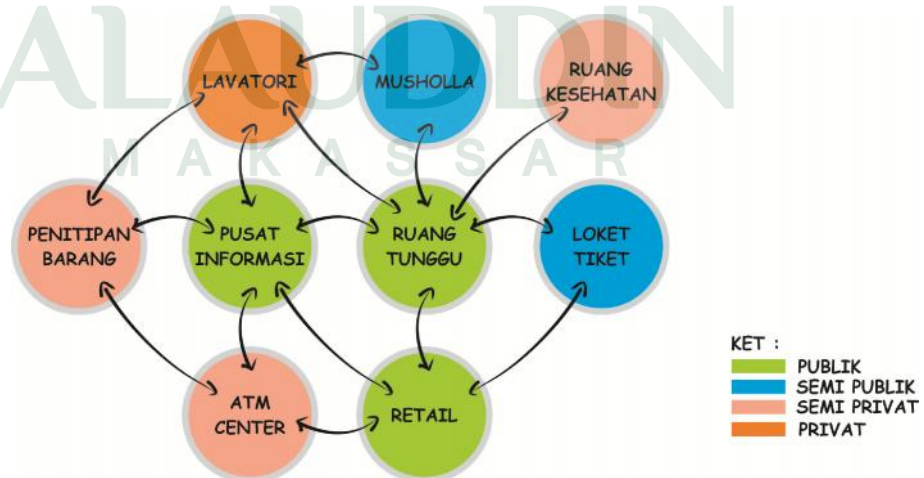 ALAUDDIN
MAKASSAR
LAVATORI
MUSHOLLA
RUANG
KESEHATAN
PENITIPAN
BARANG
PUSAT
INFORMASI
RUANG
TUNGGU
LOKET
TIKET
ATM
CENTER
RETAIL
KET :
PUBLIK
SEMI PUBLIK
SEMI PRIVAT
PRIVAT